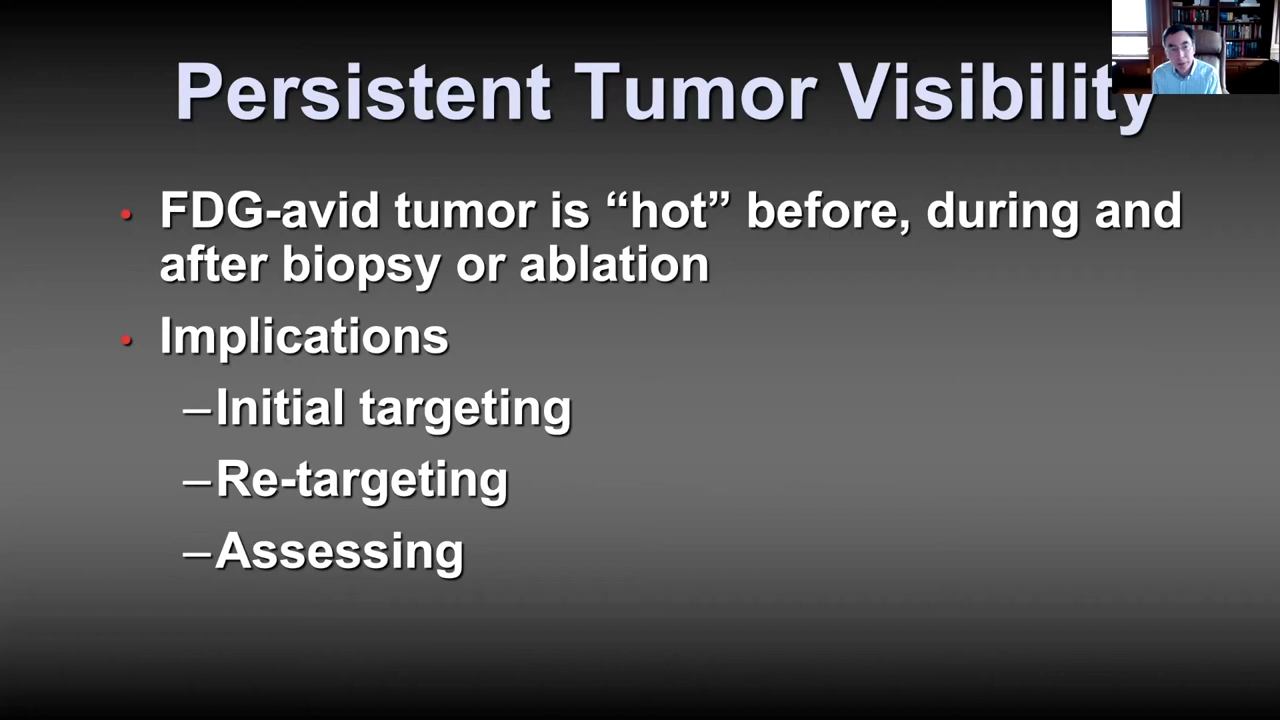 Persistent Tumor Visibility
• FDG-avid tumor is “hot” before, during and
after biopsy or ablation
• Implications
–Initial targeting
–Re-targeting
–Assessing